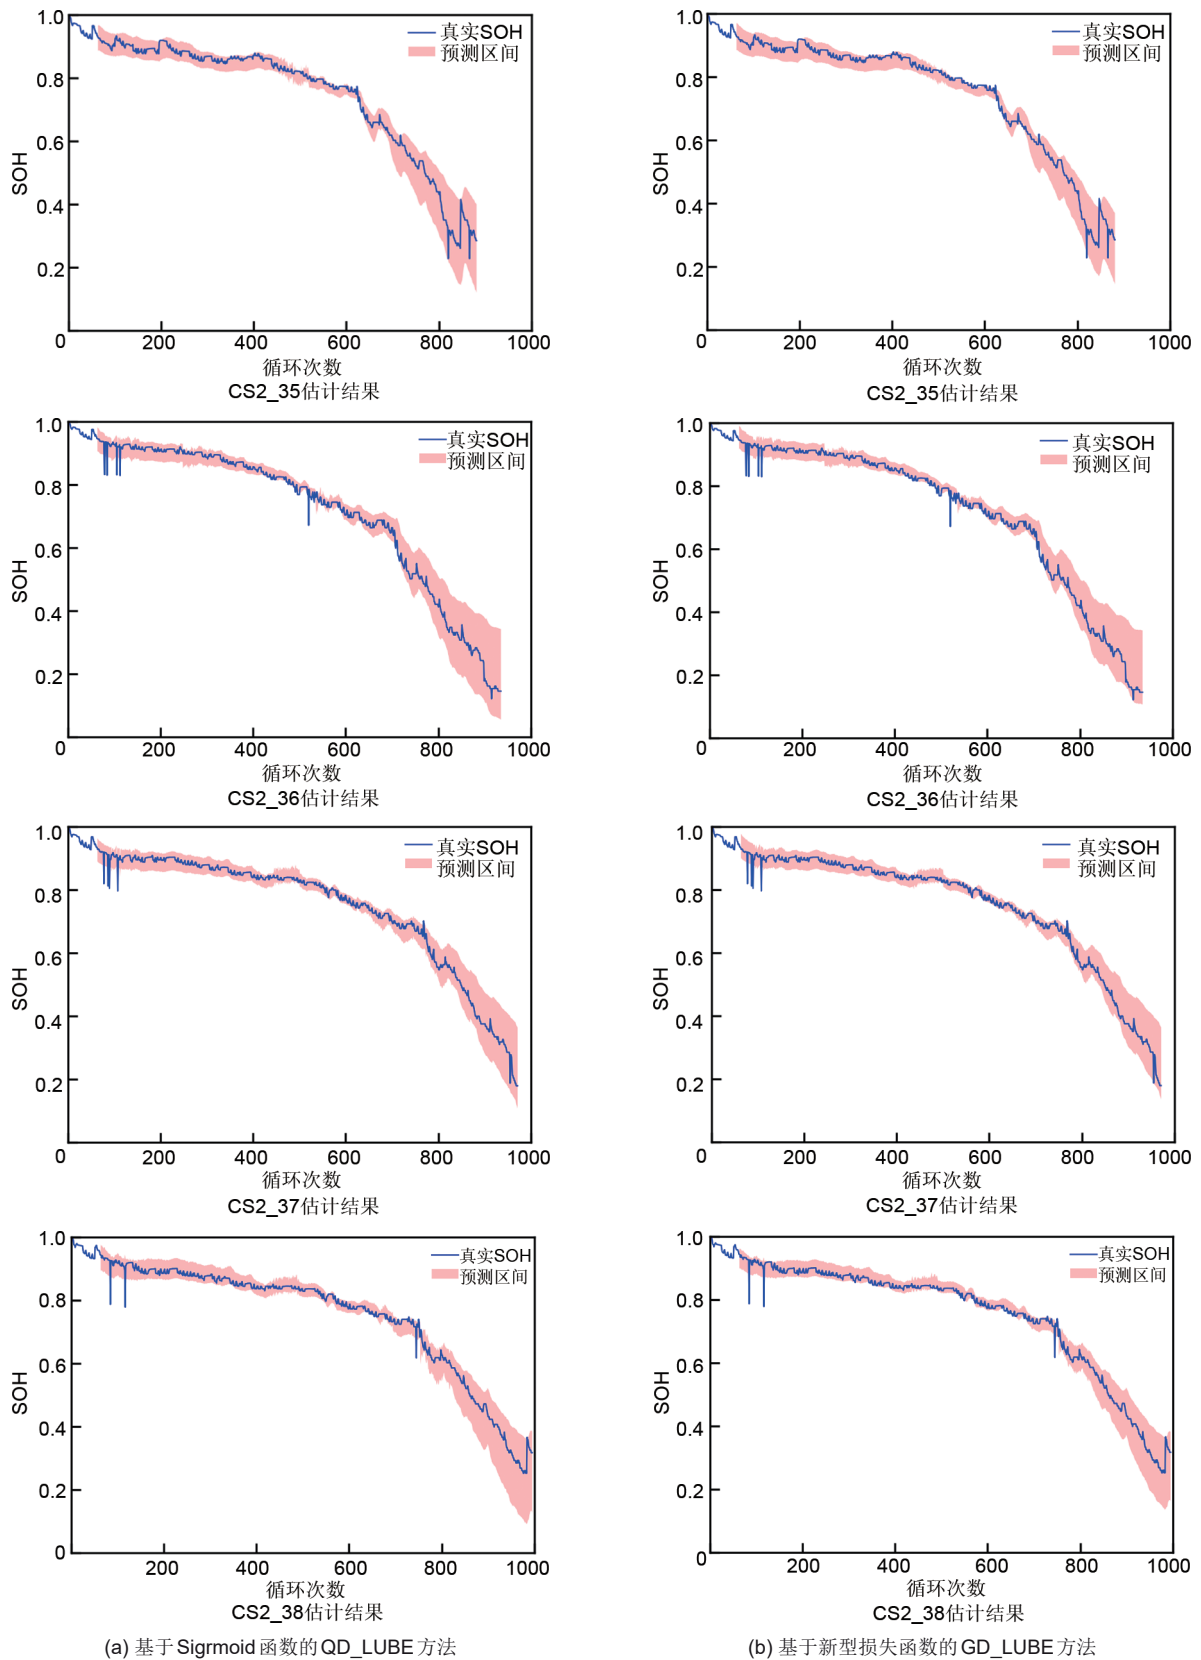 1.0
0.8
0.6
0.4
0.2
0
200
400
600
800
1000
SOH
真实SOH
预测区间
循环次数
CS2_35估计结果
1.0
0.8
0.6
0.4
0.2
0
200
400
600
800
1000
SOH
真实SOH
预测区间
循环次数
CS2_35估计结果
1.0
0.8
0.6
0.4
0.2
0
200
400
600
800
1000
SOH
真实SOH
预测区间
循环次数
CS2_36估计结果
1.0
0.8
0.6
0.4
0.2
0
200
400
600
800
1000
SOH
真实SOH
预测区间
循环次数
CS2_36估计结果
1.0
0.8
0.6
0.4
0.2
0
200
400
600
800
1000
SOH
真实SOH
预测区间
循环次数
CS2_37估计结果
1.0
0.8
0.6
0.4
0.2
0
200
400
600
800
1000
SOH
真实SOH
预测区间
循环次数
CS2_37估计结果
1.0
0.8
0.6
0.4
0.2
0
200
400
600
800
1000
SOH
真实SOH
预测区间
循环次数
CS2_38估计结果
1.0
0.8
0.6
0.4
0.2
0
200
400
600
800
1000
SOH
真实SOH
预测区间
循环次数
CS2_38估计结果
(a) 基于Sigrmoid函数的QD_LUBE方法
(b) 基于新型损失函数的GD_LUBE方法